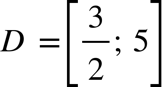 D = [3/2; 5]